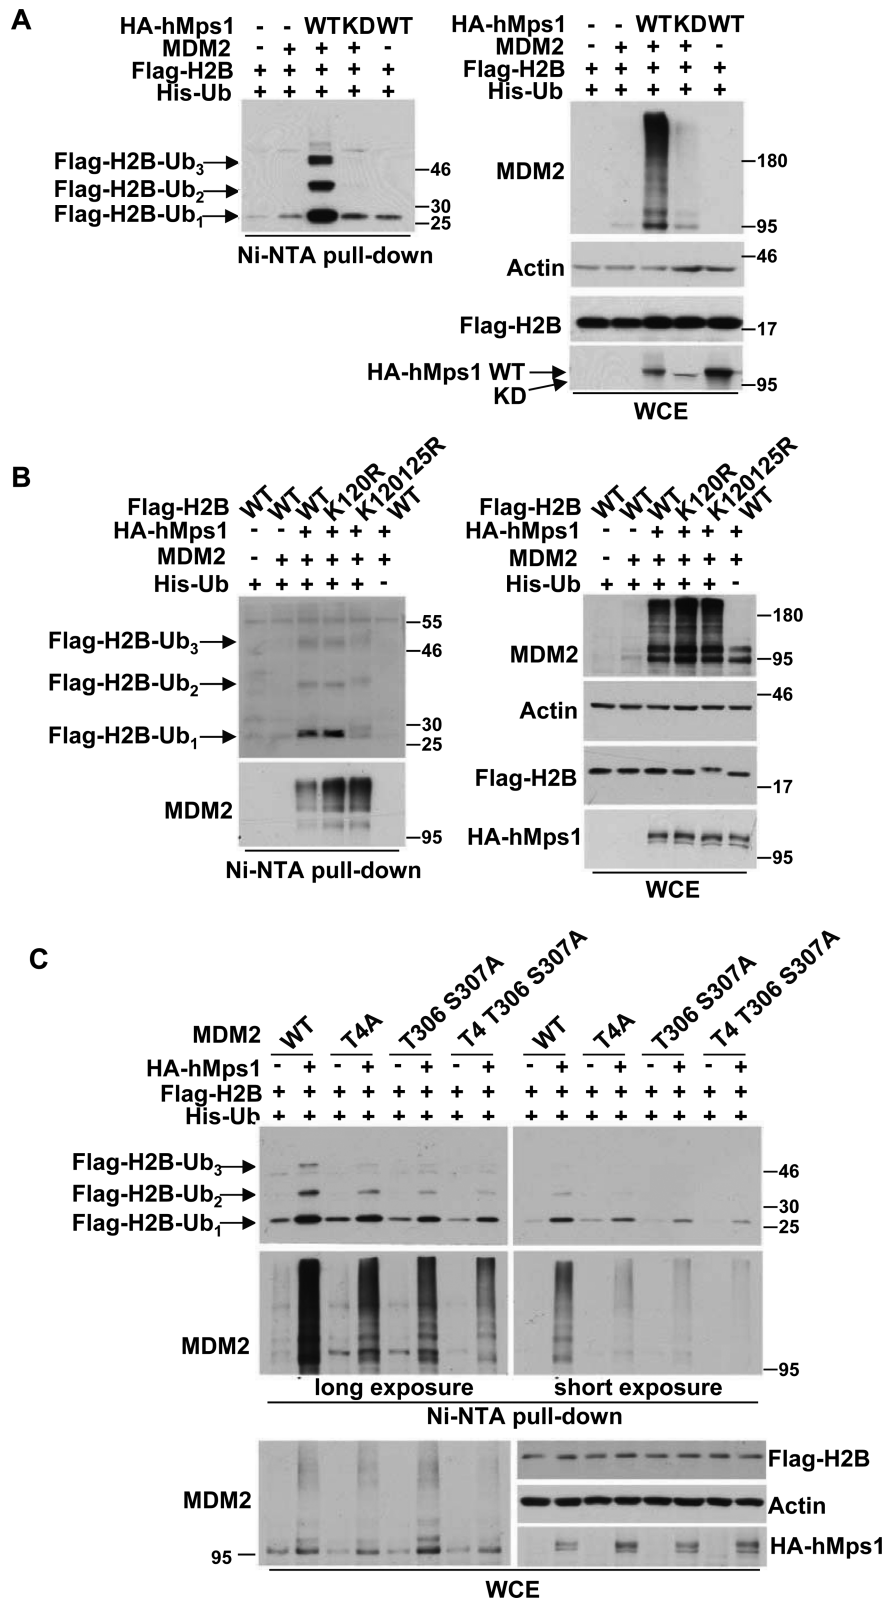 A
HA-hMps1 - - WT KD WT
MDM2 - + + + -
Flag-H2B + + + + +
His-Ub + + + + +
Flag-H2B-Ub3
Flag-H2B-Ub2
Flag-H2B-Ub1
46
30
25
Ni-NTA pull-down
HA-hMps1 - - WT KD WT
MDM2 - + + + -
Flag-H2B + + + + +
His-Ub + + + + +
MDM2
180
95
Actin
46
Flag-H2B
17
HA-hMps1 WT
KD
95
WCE
B
Flag-H2B WT WT WT K120R K120125R WT
HA-hMps1 - - + + + +
MDM2 - + + + + +
His-Ub + + + + + -
Flag-H2B-Ub3
Flag-H2B-Ub2
Flag-H2B-Ub1
55
46
30
25
MDM2
95
Ni-NTA pull-down
Flag-H2B WT WT WT K120R K120125R WT
HA-hMps1 - - + + + +
MDM2 - + + + + +
His-Ub + + + + + -
MDM2
180
95
Actin
46
Flag-H2B
17
HA-hMps1
95
WCE
C
MDM2 WT T4A T306 S307A T4 T306 S307A WT T4A T306 S307A T4 T306 S307A
HA-hMps1 - + - + - + - + - + - + - + - +
Flag-H2B + + + + + + + + + + + + + + + +
His-Ub + + + + + + + + + + + + + + + +
Flag-H2B-Ub3
Flag-H2B-Ub2
Flag-H2B-Ub1
46
30
25
MDM2
95
long exposure short exposure
Ni-NTA pull-down
MDM2
95
Flag-H2B
Actin
HA-hMps1
WCE